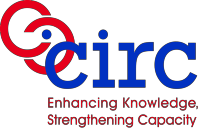 circ
Enhancing Knowledge,
Strengthening Capacity